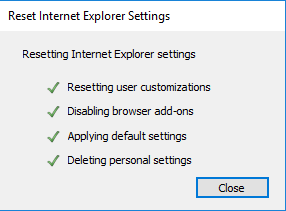 Reset Internet Explorer Settings
Resetting Internet Explorer settings
Resetting user customizations
Disabling browser add-ons
Applying default settings
Deleting personal settings
Close